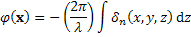 φ(𝐱) = −(2π/λ) ∫ δₙ(x, y, z) dz